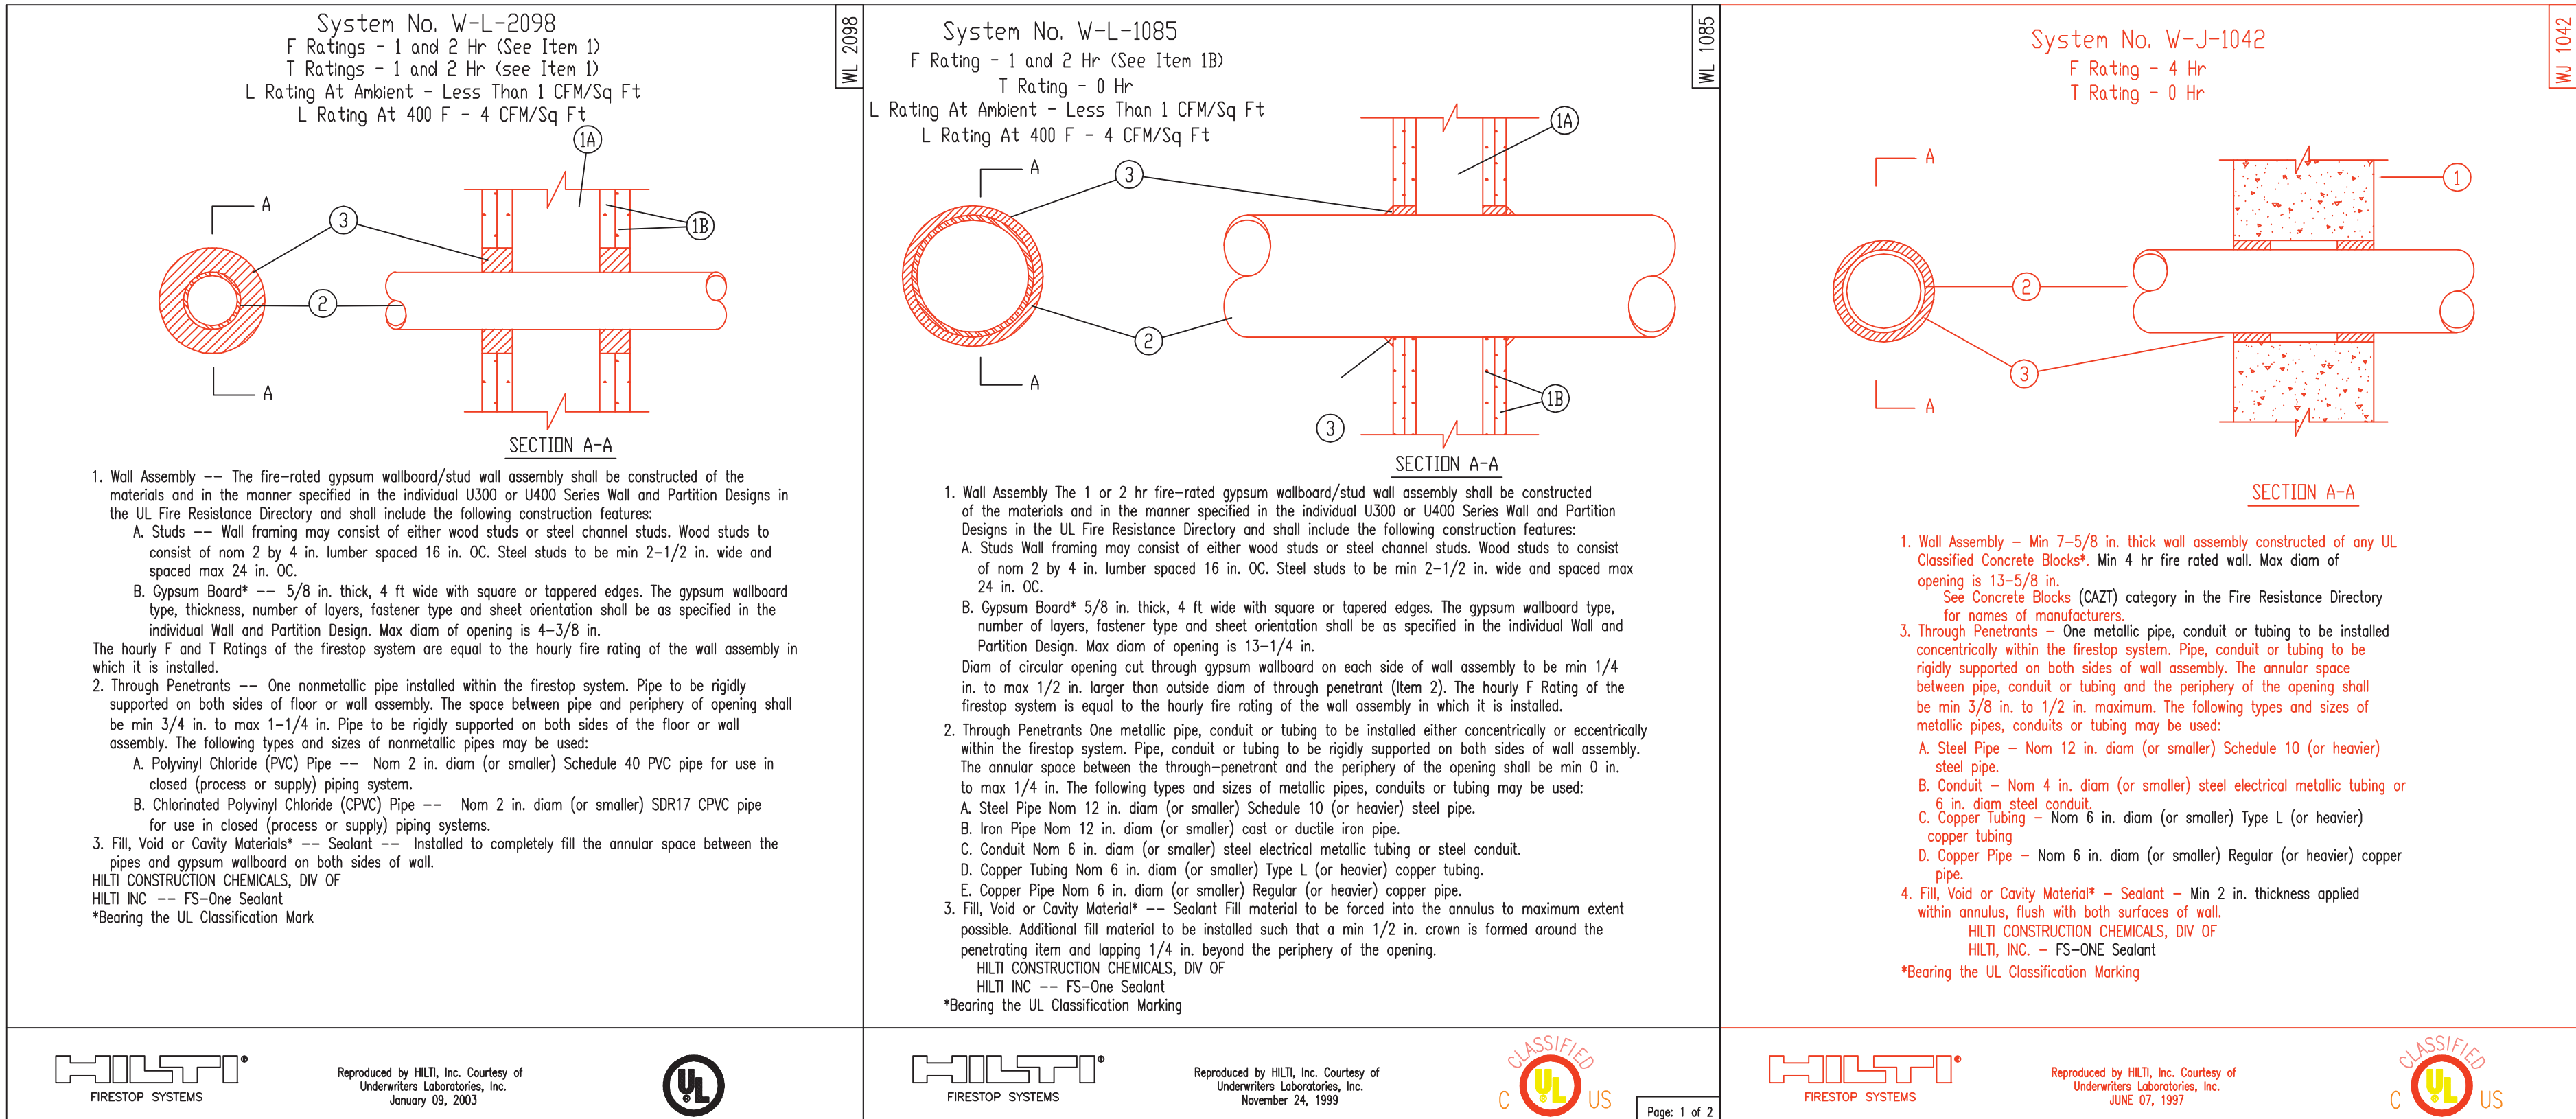 System No. W-L-2098
F Ratings - 1 and 2 Hr (See Item 1)
T Ratings - 1 and 2 Hr (see Item 1)
L Rating At Ambient - Less Than 1 CFM/Sq Ft
L Rating At 400 F - 4 CFM/Sq Ft
WL 2098
1A
A
3
1B
2
A
SECTION A-A
1. Wall Assembly -- The fire-rated gypsum wallboard/stud wall assembly shall be constructed of the
materials and in the manner specified in the individual U300 or U400 Series Wall and Partition Designs in
the UL Fire Resistance Directory and shall include the following construction features:
A. Studs -- Wall framing may consist of either wood studs or steel channel studs. Wood studs to
consist of nom 2 by 4 in. lumber spaced 16 in. OC. Steel studs to be min 2-1/2 in. wide and
spaced max 24 in. OC.
B. Gypsum Board* -- 5/8 in. thick, 4 ft wide with square or tappered edges. The gypsum wallboard
type, thickness, number of layers, fastener type and sheet orientation shall be as specified in the
individual Wall and Partition Design. Max diam of opening is 4-3/8 in.
The hourly F and T Ratings of the firestop system are equal to the hourly fire rating of the wall assembly in
which it is installed.
2. Through Penetrants -- One nonmetallic pipe installed within the firestop system. Pipe to be rigidly
supported on both sides of floor or wall assembly. The space between pipe and periphery of opening shall
be min 3/4 in. to max 1-1/4 in. Pipe to be rigidly supported on both sides of the floor or wall
assembly. The following types and sizes of nonmetallic pipes may be used:
A. Polyvinyl Chloride (PVC) Pipe -- Nom 2 in. diam (or smaller) Schedule 40 PVC pipe for use in
closed (process or supply) piping system.
B. Chlorinated Polyvinyl Chloride (CPVC) Pipe -- Nom 2 in. diam (or smaller) SDR17 CPVC pipe
for use in closed (process or supply) piping systems.
3. Fill, Void or Cavity Materials* -- Sealant -- Installed to completely fill the annular space between the
pipes and gypsum wallboard on both sides of wall.
HILTI CONSTRUCTION CHEMICALS, DIV OF
HILTI INC -- FS-One Sealant
*Bearing the UL Classification Mark
HILTI®
FIRESTOP SYSTEMS
Reproduced by HILTI, Inc. Courtesy of
Underwriters Laboratories, Inc.
January 09, 2003
UL®
System No. W-L-1085
F Rating - 1 and 2 Hr (See Item 1B)
T Rating - 0 Hr
L Rating At Ambient - Less Than 1 CFM/Sq Ft
L Rating At 400 F - 4 CFM/Sq Ft
WL 1085
1A
A
3
2
A
1B
3
SECTION A-A
1. Wall Assembly The 1 or 2 hr fire-rated gypsum wallboard/stud wall assembly shall be constructed
of the materials and in the manner specified in the individual U300 or U400 Series Wall and Partition
Designs in the UL Fire Resistance Directory and shall include the following construction features:
A. Studs Wall framing may consist of either wood studs or steel channel studs. Wood studs to consist
of nom 2 by 4 in. lumber spaced 16 in. OC. Steel studs to be min 2-1/2 in. wide and spaced max
24 in. OC.
B. Gypsum Board* 5/8 in. thick, 4 ft wide with square or tapered edges. The gypsum wallboard type,
number of layers, fastener type and sheet orientation shall be as specified in the individual Wall and
Partition Design. Max diam of opening is 13-1/4 in.
Diam of circular opening cut through gypsum wallboard on each side of wall assembly to be min 1/4
in. to max 1/2 in. larger than outside diam of through penetrant (Item 2). The hourly F Rating of the
firestop system is equal to the hourly fire rating of the wall assembly in which it is installed.
2. Through Penetrants One metallic pipe, conduit or tubing to be installed either concentrically or eccentrically
within the firestop system. Pipe, conduit or tubing to be rigidly supported on both sides of wall assembly.
The annular space between the through-penetrant and the periphery of the opening shall be min 0 in.
to max 1/4 in. The following types and sizes of metallic pipes, conduits or tubing may be used:
A. Steel Pipe Nom 12 in. diam (or smaller) Schedule 10 (or heavier) steel pipe.
B. Iron Pipe Nom 12 in. diam (or smaller) cast or ductile iron pipe.
C. Conduit Nom 6 in. diam (or smaller) steel electrical metallic tubing or steel conduit.
D. Copper Tubing Nom 6 in. diam (or smaller) Type L (or heavier) copper tubing.
E. Copper Pipe Nom 6 in. diam (or smaller) Regular (or heavier) copper pipe.
3. Fill, Void or Cavity Material* -- Sealant Fill material to be forced into the annulus to maximum extent
possible. Additional fill material to be installed such that a min 1/2 in. crown is formed around the
penetrating item and lapping 1/4 in. beyond the periphery of the opening.
HILTI CONSTRUCTION CHEMICALS, DIV OF
HILTI INC -- FS-One Sealant
*Bearing the UL Classification Marking
HILTI®
FIRESTOP SYSTEMS
Reproduced by HILTI, Inc. Courtesy of
Underwriters Laboratories, Inc.
November 24, 1999
CLASSIFIED
C UL® US
Page: 1 of 2
System No. W-J-1042
F Rating - 4 Hr
T Rating - 0 Hr
WJ 1042
A
1
2
3
A
SECTION A-A
1. Wall Assembly - Min 7-5/8 in. thick wall assembly constructed of any UL
Classified Concrete Blocks*. Min 4 hr fire rated wall. Max diam of
opening is 13-5/8 in.
See Concrete Blocks (CAZT) category in the Fire Resistance Directory
for names of manufacturers.
3. Through Penetrants - One metallic pipe, conduit or tubing to be installed
concentrically within the firestop system. Pipe, conduit or tubing to be
rigidly supported on both sides of wall assembly. The annular space
between pipe, conduit or tubing and the periphery of the opening shall
be min 3/8 in. to 1/2 in. maximum. The following types and sizes of
metallic pipes, conduits or tubing may be used:
A. Steel Pipe - Nom 12 in. diam (or smaller) Schedule 10 (or heavier)
steel pipe.
B. Conduit - Nom 4 in. diam (or smaller) steel electrical metallic tubing or
6 in. diam steel conduit.
C. Copper Tubing - Nom 6 in. diam (or smaller) Type L (or heavier)
copper tubing
D. Copper Pipe - Nom 6 in. diam (or smaller) Regular (or heavier) copper
pipe.
4. Fill, Void or Cavity Material* - Sealant - Min 2 in. thickness applied
within annulus, flush with both surfaces of wall.
HILTI CONSTRUCTION CHEMICALS, DIV OF
HILTI, INC. - FS-ONE Sealant
*Bearing the UL Classification Marking
HILTI®
FIRESTOP SYSTEMS
Reproduced by HILTI, Inc. Courtesy of
Underwriters Laboratories, Inc.
JUNE 07, 1997
CLASSIFIED
C UL® US